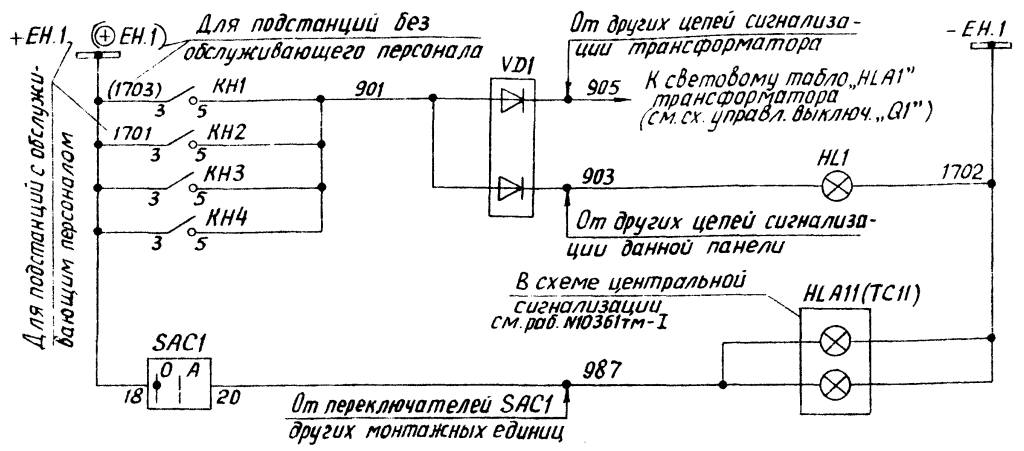 +ЕН.1
(+ ЕН.1)
Для подстанций без
обслуживающего персонала
Для подстанций с обслужи-
вающим персоналом
(1703)
3
5
КН1
1701
3
5
КН2
3
5
КН3
3
5
КН4
901
VD1
От других цепей сигнализа-
ции трансформатора
905
К световому табло „HLA1”
трансформатора
(см.сх. управл. выключ. „Q1”)
- ЕН.1
903
HL1
1702
От других цепей сигнализа-
ции данной панели
В схеме центральной
сигнализации
см. раб. №10361тм-I
HLA11(ТС11)
SAC1
О А
18
20
987
От переключателей SAC1
других монтажных единиц